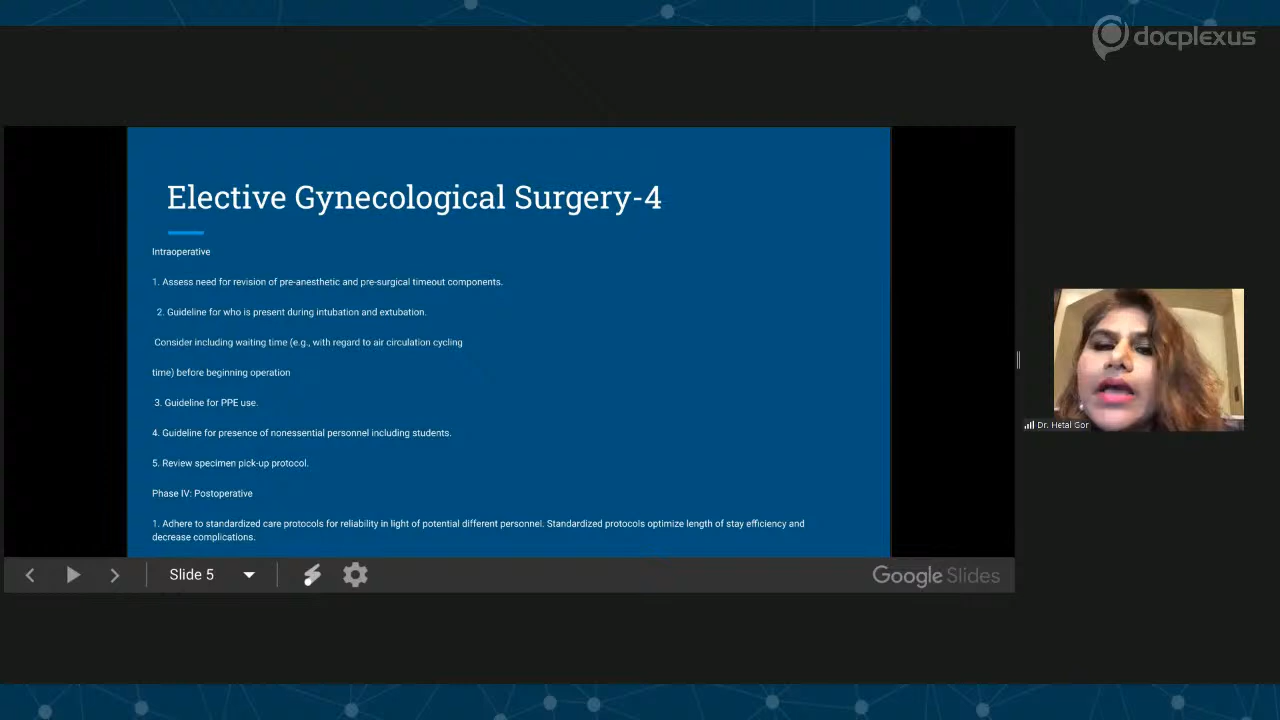 docplexus
Elective Gynecological Surgery-4
Intraoperative
1. Assess need for revision of pre-anesthetic and pre-surgical timeout components.
2. Guideline for who is present during intubation and extubation.
Consider including waiting time (e.g., with regard to air circulation cycling
time) before beginning operation
3. Guideline for PPE use.
4. Guideline for presence of nonessential personnel including students.
5. Review specimen pick-up protocol.
Phase IV: Postoperative
1. Adhere to standardized care protocols for reliability in light of potential different personnel. Standardized protocols optimize length of stay efficiency and
decrease complications.
Dr. Hetal Gor
Slide 5
Google Slides